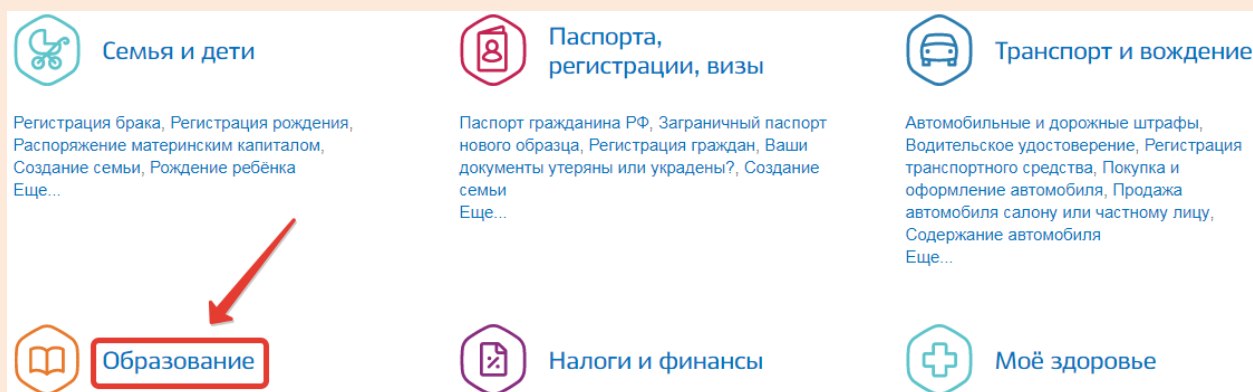 Семья и дети
Регистрация брака, Регистрация рождения,
Распоряжение материнским капиталом,
Создание семьи, Рождение ребёнка
Еще...
Паспорта,
регистрации, визы
Паспорт гражданина РФ, Заграничный паспорт
нового образца, Регистрация граждан, Ваши
документы утеряны или украдены?, Создание
семьи
Еще...
Транспорт и вождение
Автомобильные и дорожные штрафы,
Водительское удостоверение, Регистрация
транспортного средства, Покупка и
оформление автомобиля, Продажа
автомобиля салону или частному лицу,
Содержание автомобиля
Еще...
Образование
Налоги и финансы
Моё здоровье